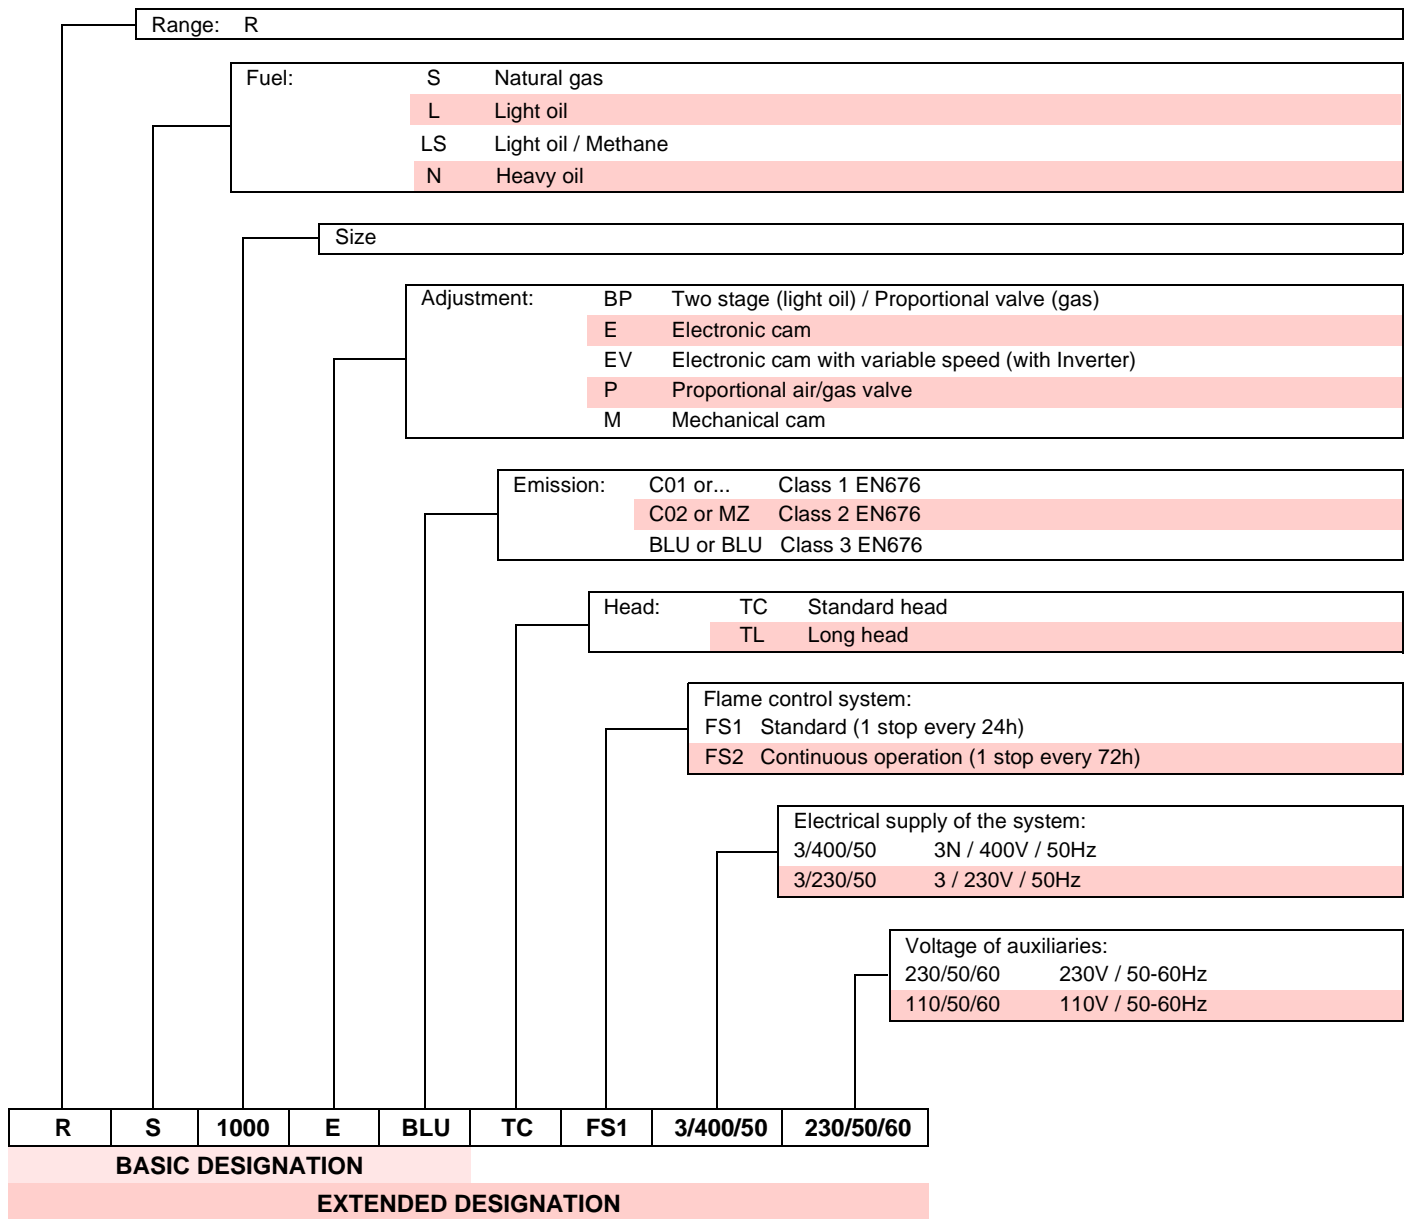 Range: R
Fuel: S Natural gas
L Light oil
LS Light oil / Methane
N Heavy oil
Size
Adjustment: BP Two stage (light oil) / Proportional valve (gas)
E Electronic cam
EV Electronic cam with variable speed (with Inverter)
P Proportional air/gas valve
M Mechanical cam
Emission: C01 or... Class 1 EN676
C02 or MZ Class 2 EN676
BLU or BLU Class 3 EN676
Head: TC Standard head
TL Long head
Flame control system:
FS1 Standard (1 stop every 24h)
FS2 Continuous operation (1 stop every 72h)
Electrical supply of the system:
3/400/50 3N / 400V / 50Hz
3/230/50 3 / 230V / 50Hz
Voltage of auxiliaries:
230/50/60 230V / 50-60Hz
110/50/60 110V / 50-60Hz
R S 1000 E BLU TC FS1 3/400/50 230/50/60
BASIC DESIGNATION
EXTENDED DESIGNATION